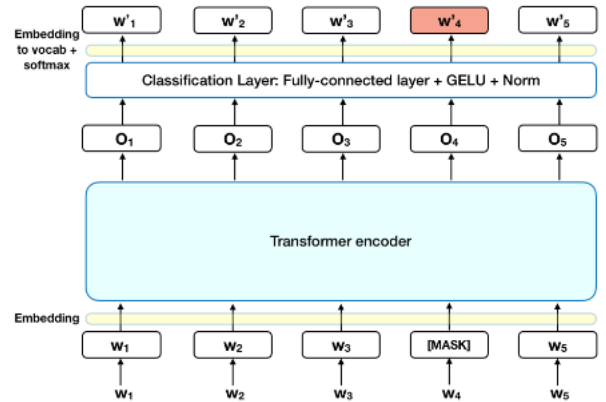 Embedding to vocab + softmax
w'₁ w'₂ w'₃ w'₄ w'₅
Classification Layer: Fully-connected layer + GELU + Norm
O₁ O₂ O₃ O₄ O₅
Transformer encoder
Embedding
W₁ W₂ W₃ [MASK] W₅
W₁ W₂ W₃ W₄ W₅